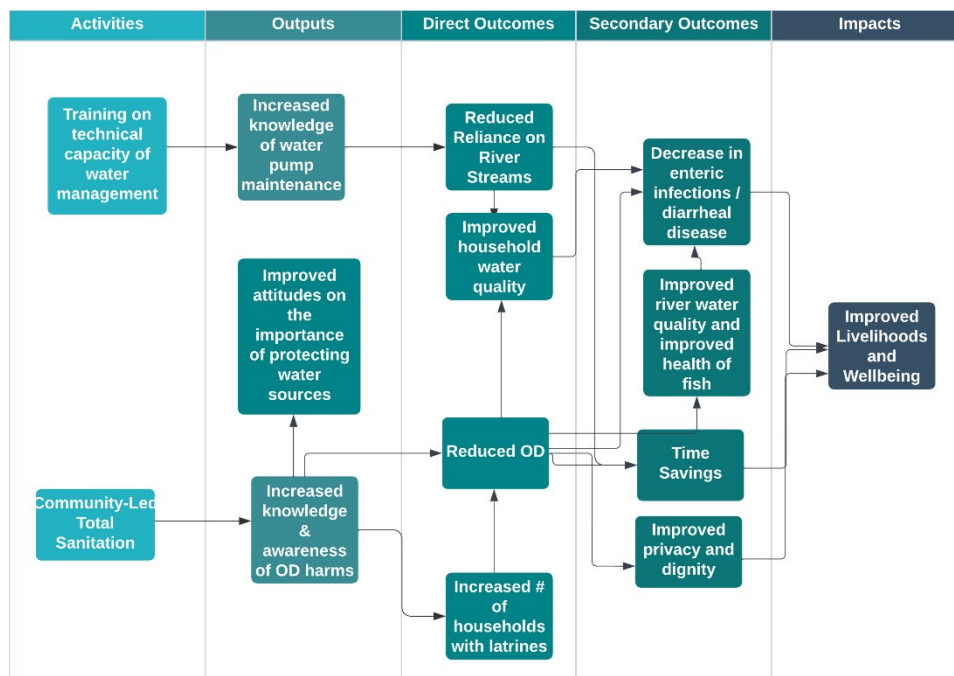 Activities
Outputs
Direct Outcomes
Secondary Outcomes
Impacts
Training on
technical
capacity of
water
management
Increased
knowledge
of water
pump
maintenance
Reduced
Reliance on
River
Streams
Decrease in
enteric
infections /
diarrheal
disease
Improved
household
water
quality
Improved
attitudes on
the
importance
of protecting
water
sources
Improved
river water
quality and
improved
health of
fish
Improved
Livelihoods
and
Wellbeing
Reduced OD
Time
Savings
Community-Led
Total
Sanitation
Increased
knowledge
&
awareness
of OD harms
Improved
privacy and
dignity
Increased #
of
households
with latrines